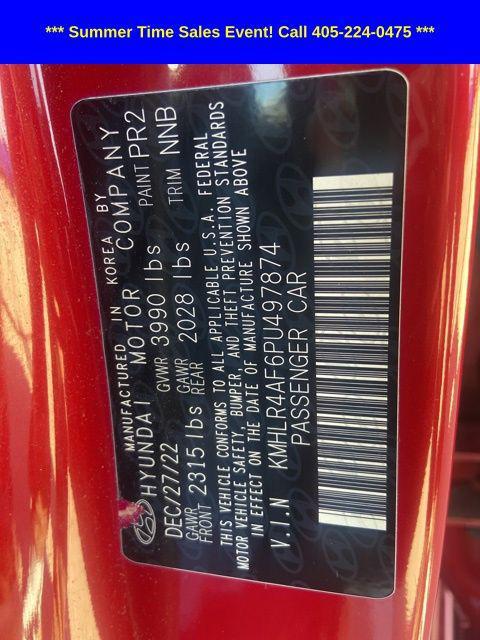 *** Summer Time Sales Event! Call 405-224-0475 ***
MANUFACTURED IN KOREA BY
HYUNDAI MOTOR COMPANY
DEC/27/22 GVWR 3990 lbs PAINT PR2
GAWR FRONT 2315 lbs GAWR REAR 2028 lbs TRIM NNB
THIS VEHICLE CONFORMS TO ALL APPLICABLE U.S.A. FEDERAL
MOTOR VEHICLE SAFETY, BUMPER, AND THEFT PREVENTION STANDARDS
IN EFFECT ON THE DATE OF MANUFACTURE SHOWN ABOVE
V.I.N KMHLR4AF6PU497874
PASSENGER CAR